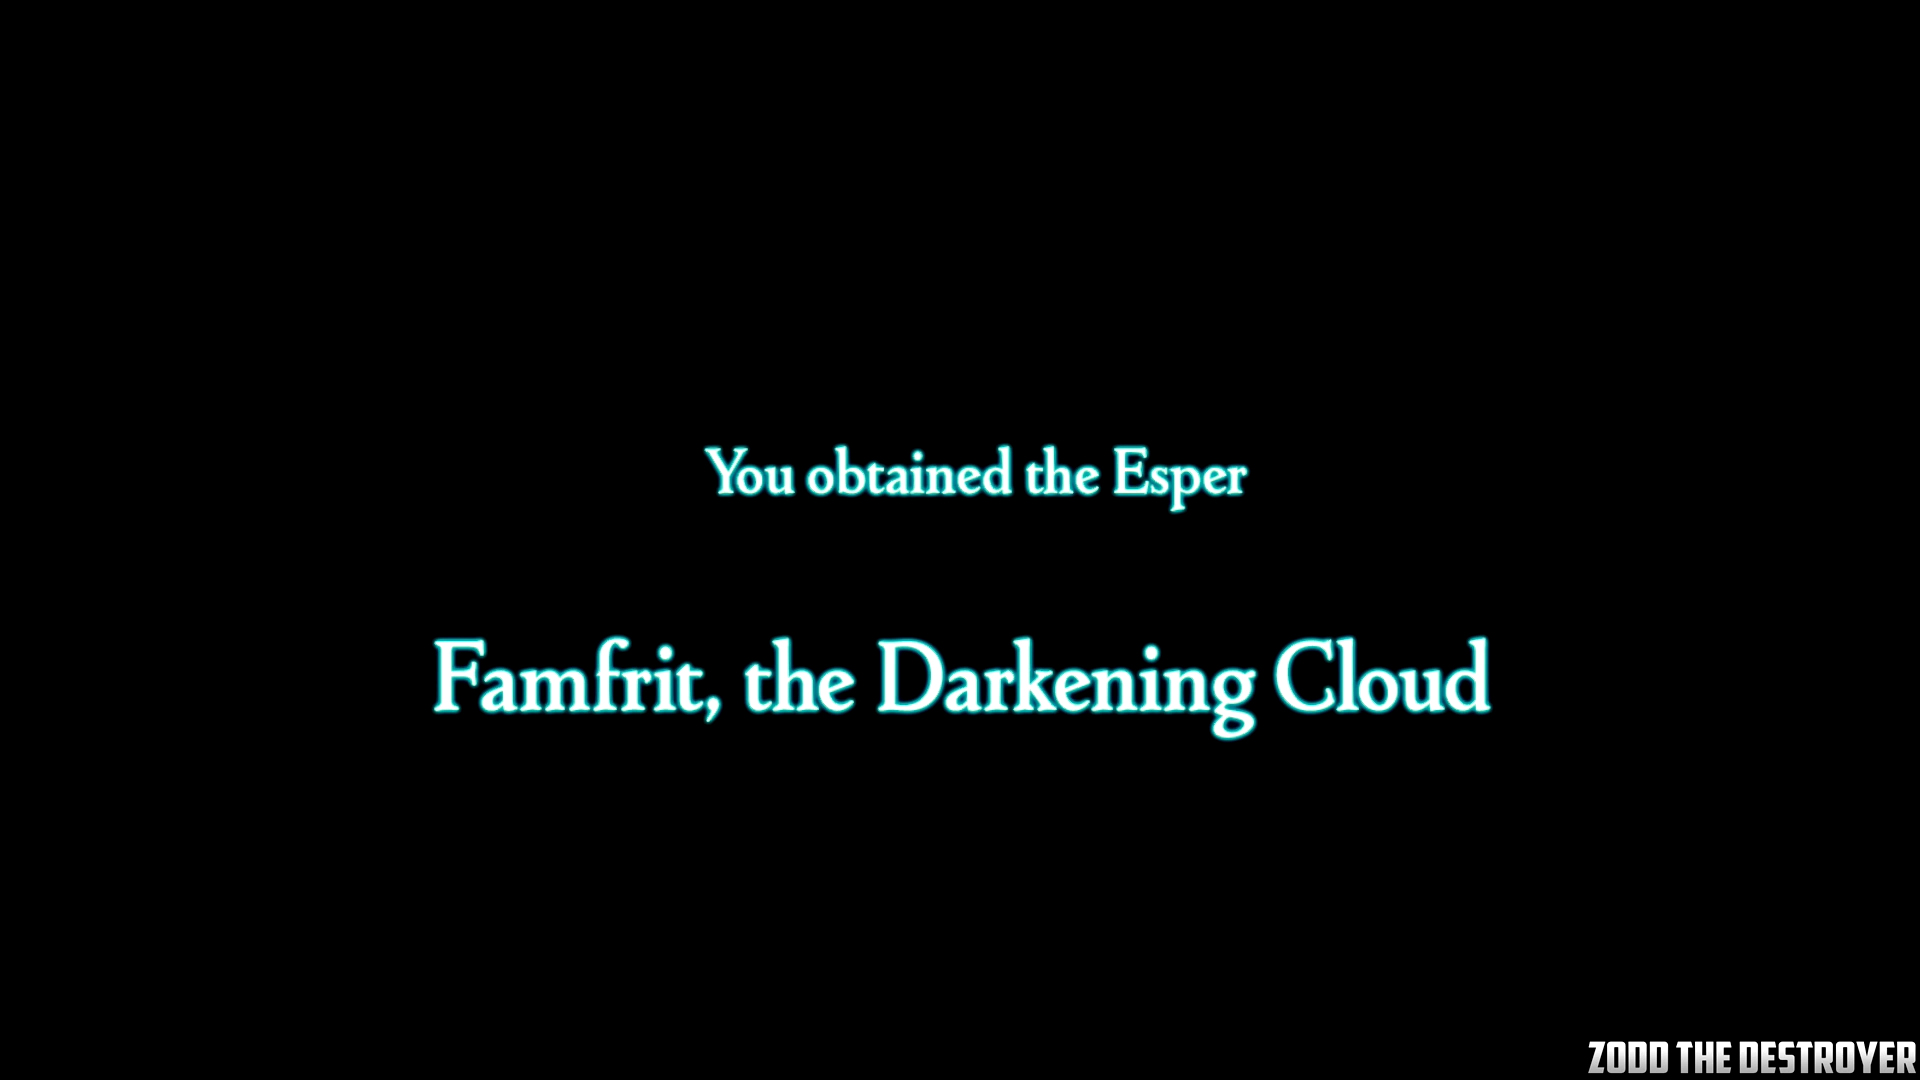 You obtained the Esper
Famfrit, the Darkening Cloud
ZODD THE DESTROYER